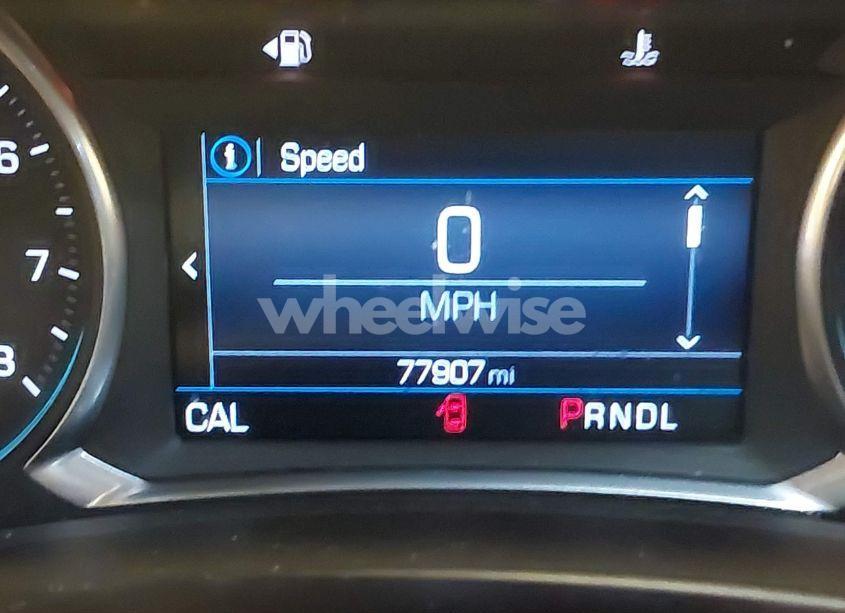 6
7
8
Speed
0
MPH
wheelwise
77907 mi
CAL
PRNDL